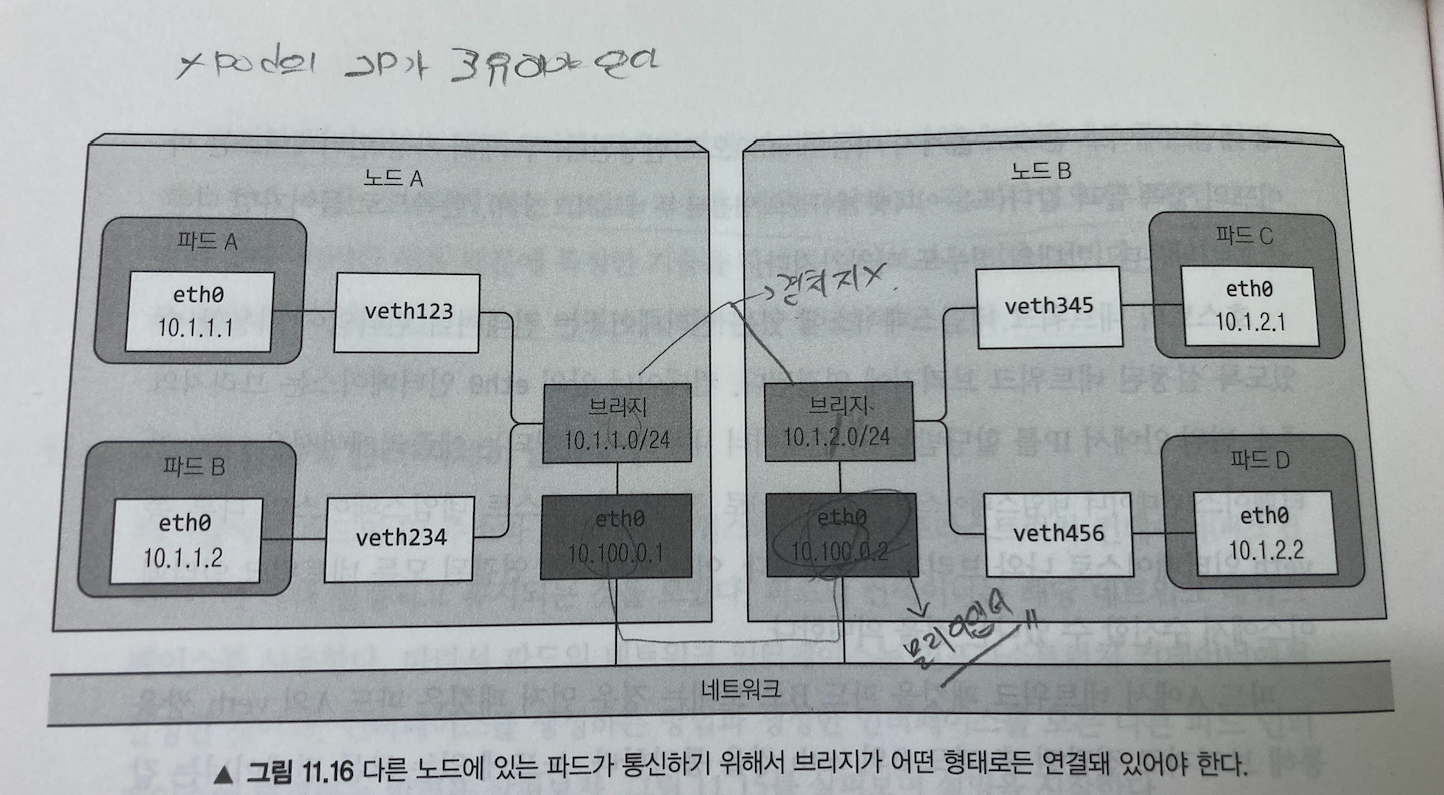 * pod의 IP가 고유해야 한다
노드 A
파드 A
eth0
10.1.1.1
veth123
브리지
10.1.1.0/24
파드 B
eth0
10.1.1.2
veth234
eth0
10.100.0.1
노드 B
겹치지X.
파드 C
eth0
10.1.2.1
veth345
브리지
10.1.2.0/24
파드 D
eth0
10.1.2.2
veth456
eth0
10.100.0.2
네트워크
▲ 그림 11.16 다른 노드에 있는 파드가 통신하기 위해서 브리지가 어떤 형태로든 연결돼 있어야 한다.